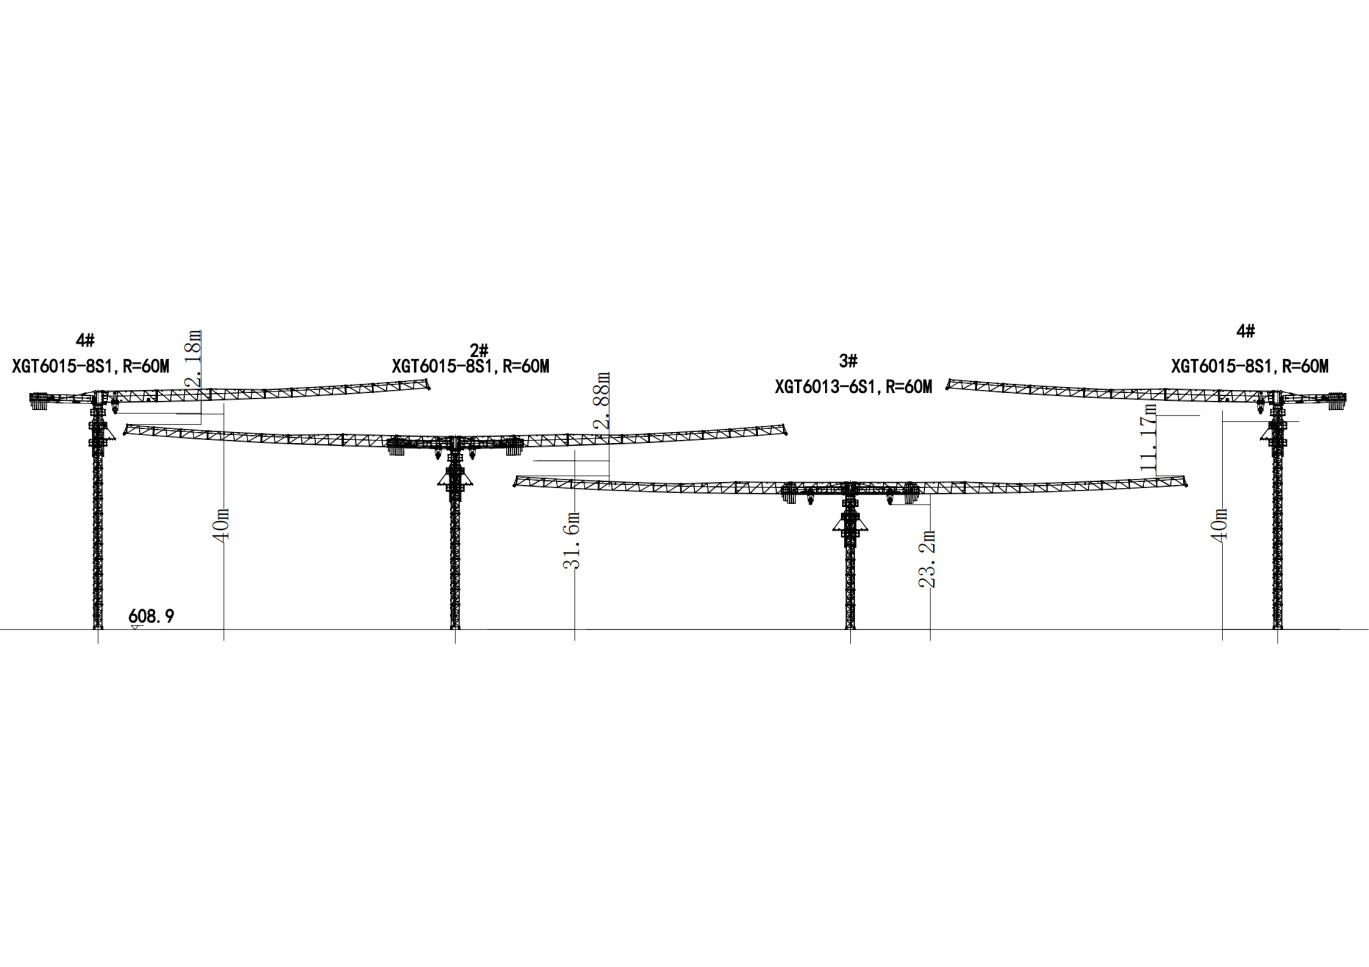 4#
XGT6015-8S1,R=60M
2.18m
2#
XGT6015-8S1,R=60M
2.88m
3#
XGT6013-6S1,R=60M
4#
XGT6015-8S1,R=60M
11.17m
40m
31.6m
23.2m
40m
608.9